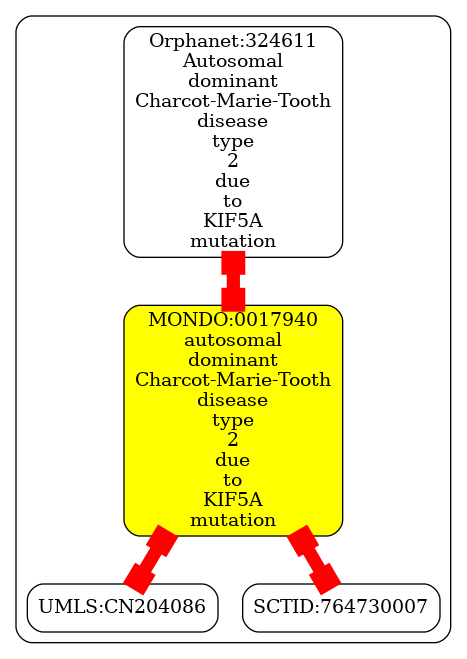 Orphanet:324611
Autosomal
dominant
Charcot-Marie-Tooth
disease
type
2
due
to
KIF5A
mutation
MONDO:0017940
autosomal
dominant
Charcot-Marie-Tooth
disease
type
2
due
to
KIF5A
mutation
UMLS:CN204086
SCTID:764730007